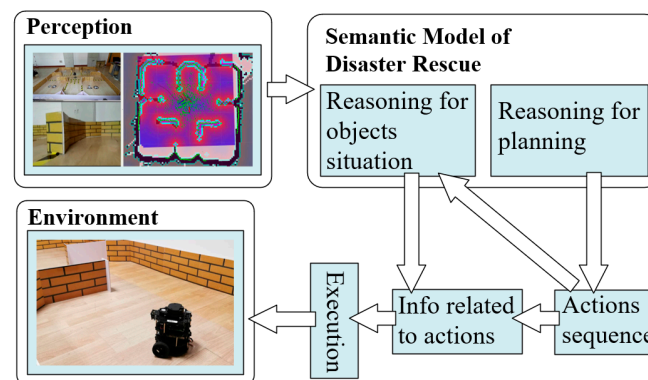 Perception
Semantic Model of
Disaster Rescue
Reasoning for
objects
situation
Reasoning for
planning
Environment
Execution
Info related
to actions
Actions
sequence